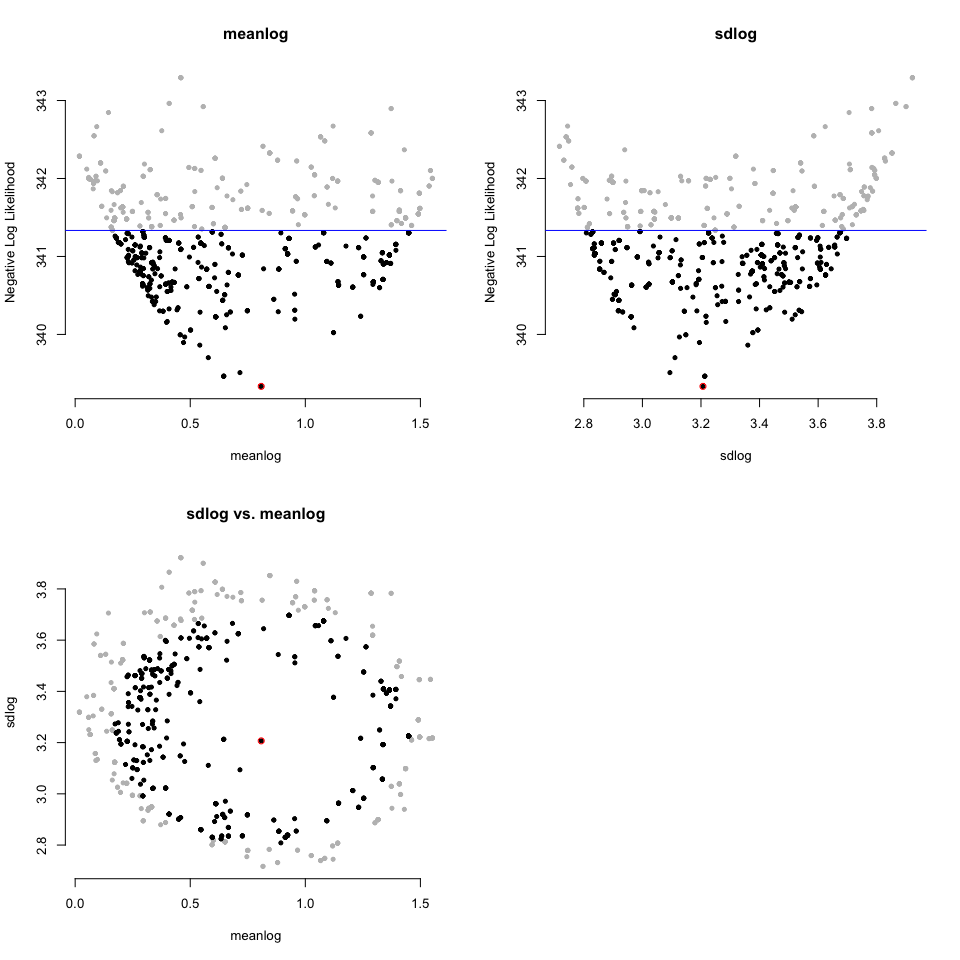 meanlog
Negative Log Likelihood
343
342
341
340
0.0 0.5 1.0 1.5
meanlog
sdlog
Negative Log Likelihood
343
342
341
340
2.8 3.0 3.2 3.4 3.6 3.8
sdlog
sdlog vs. meanlog
sdlog
3.8
3.6
3.4
3.2
3.0
2.8
0.0 0.5 1.0 1.5
meanlog